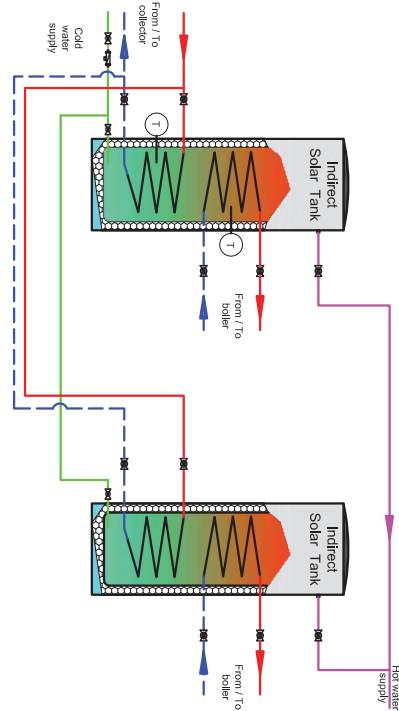 From / To
collector
Cold
water
supply
Indirect
Solar Tank
T
T
From / To
boiler
Indirect
Solar Tank
From / To
boiler
Hot water
supply